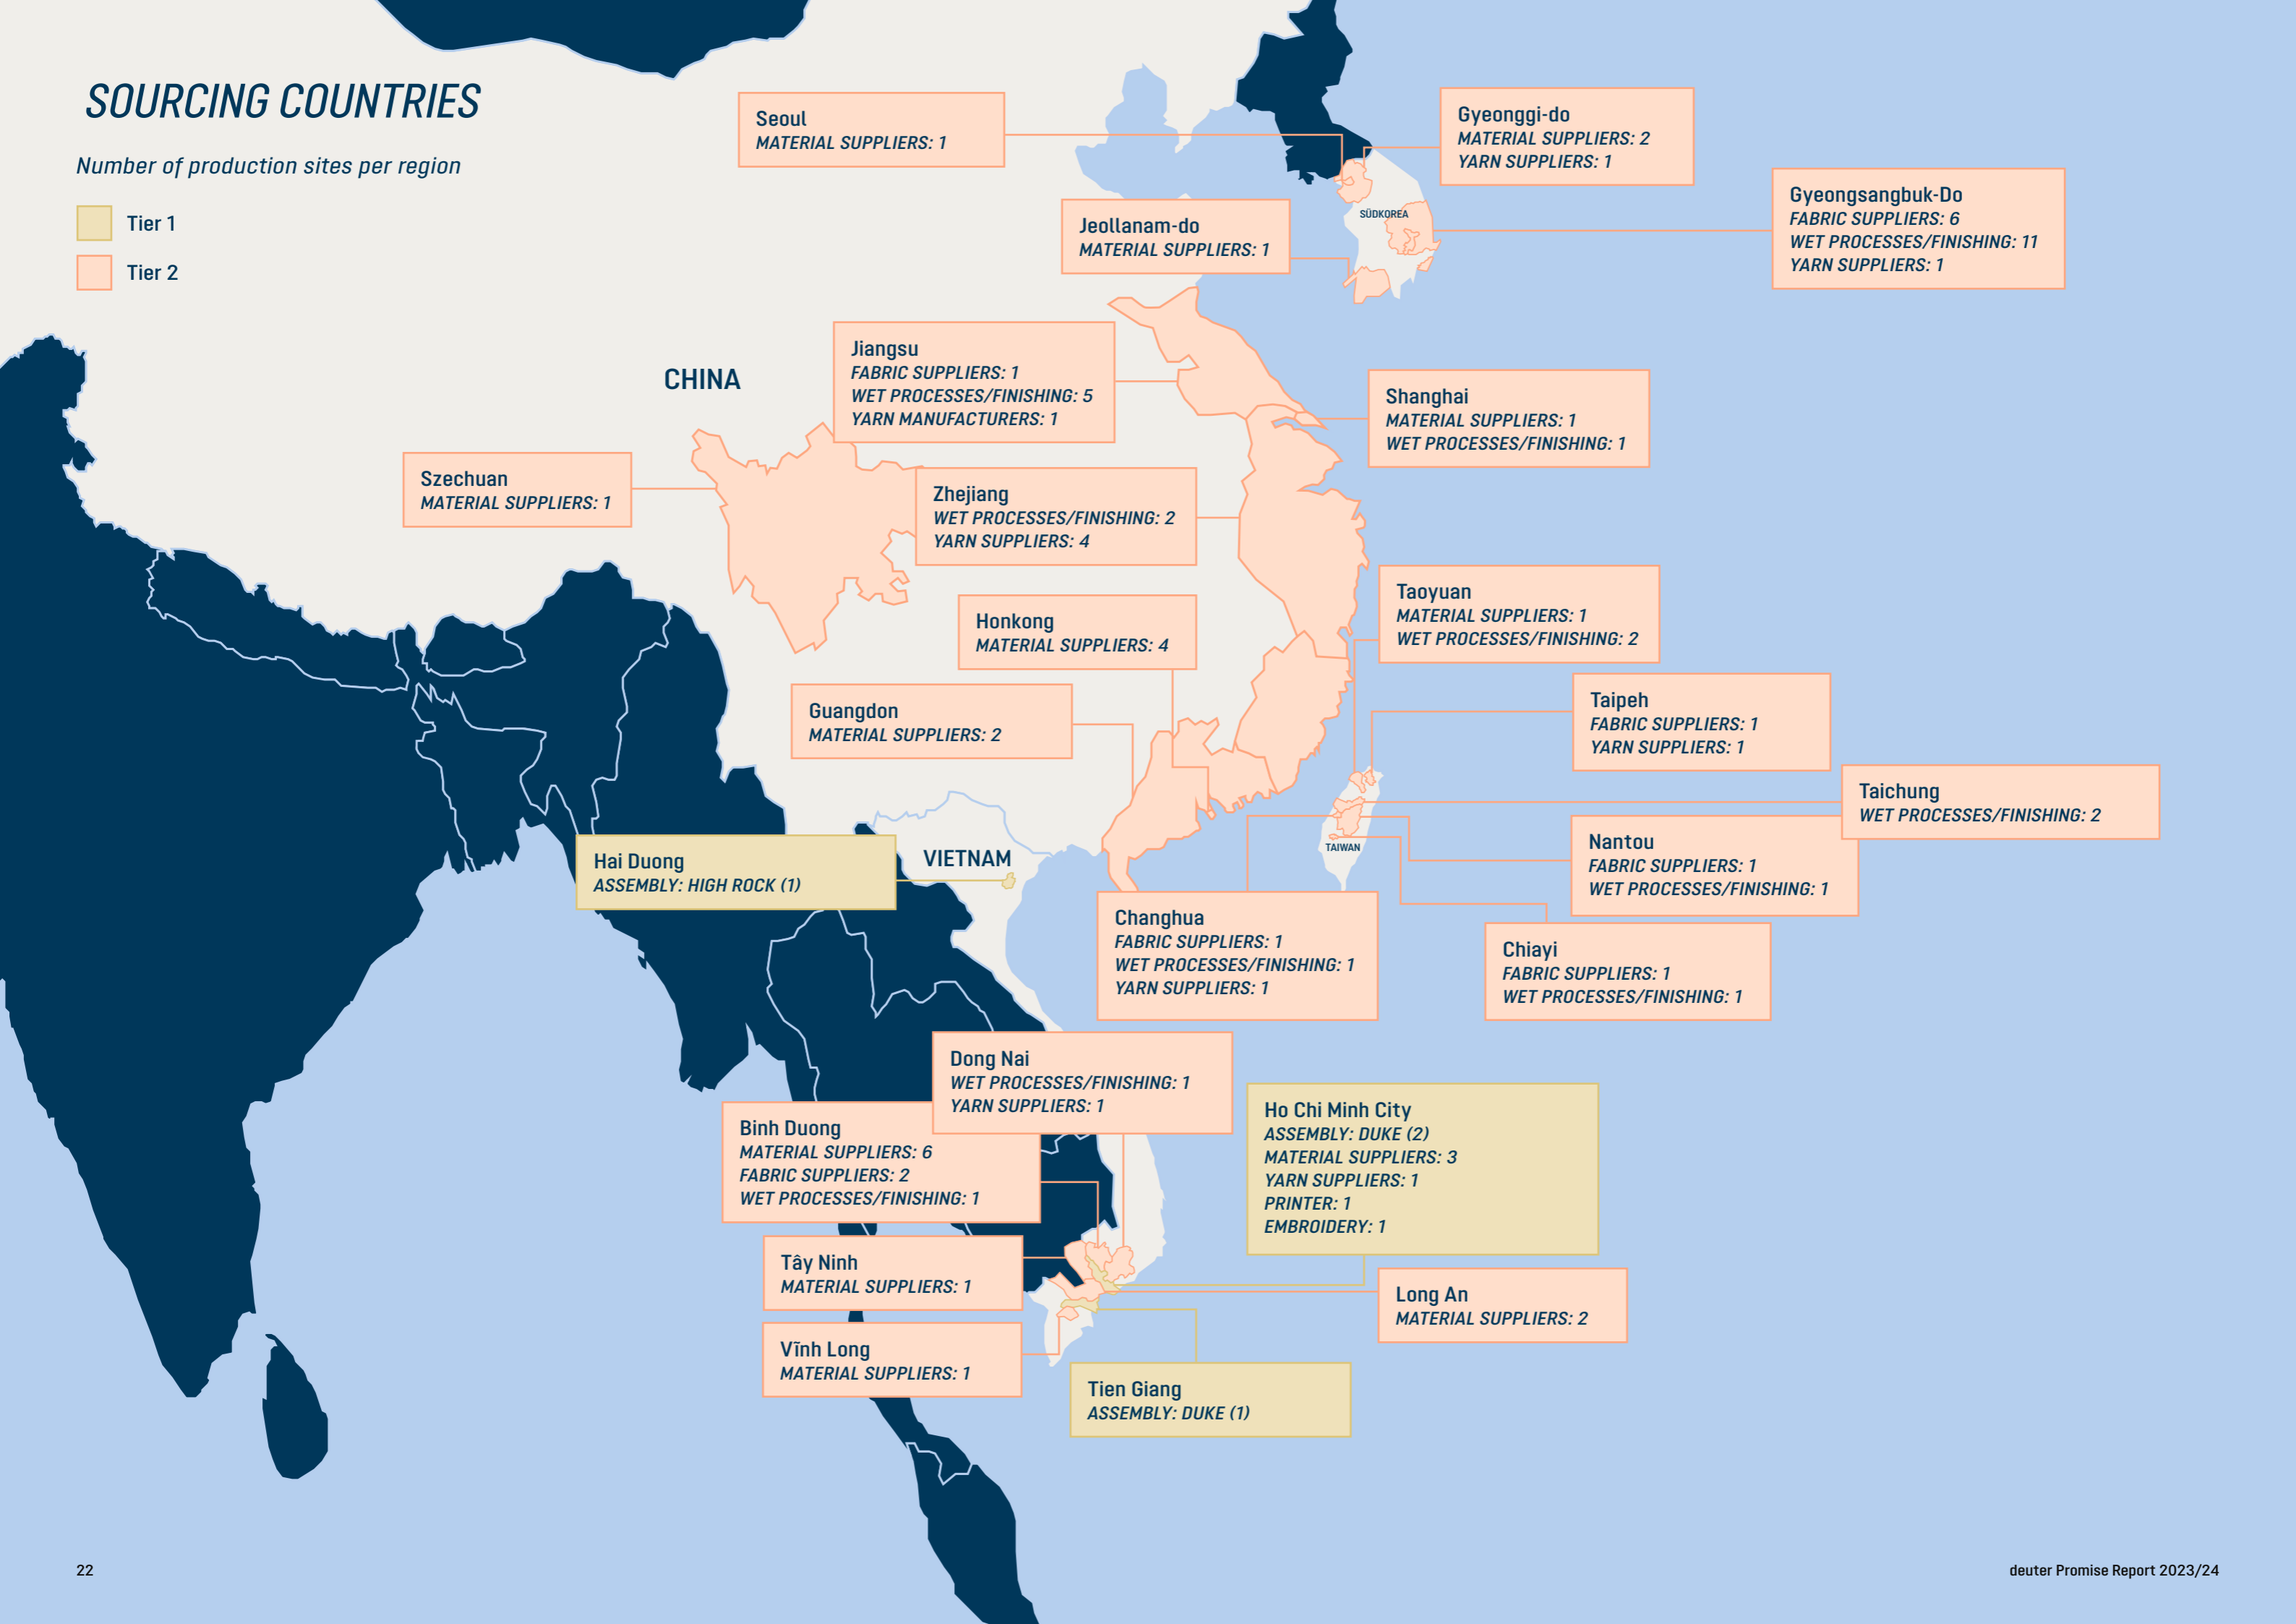 SOURCING COUNTRIES
Number of production sites per region
Tier 1
Tier 2
Seoul
MATERIAL SUPPLIERS: 1
Gyeonggi-do
MATERIAL SUPPLIERS: 2
YARN SUPPLIERS: 1
Gyeongsangbuk-Do
FABRIC SUPPLIERS: 6
WET PROCESSES/FINISHING: 11
YARN SUPPLIERS: 1
SÜDKOREA
Jeollanam-do
MATERIAL SUPPLIERS: 1
Jiangsu
FABRIC SUPPLIERS: 1
WET PROCESSES/FINISHING: 5
YARN MANUFACTURERS: 1
CHINA
Shanghai
MATERIAL SUPPLIERS: 1
WET PROCESSES/FINISHING: 1
Szechuan
MATERIAL SUPPLIERS: 1
Zhejiang
WET PROCESSES/FINISHING: 2
YARN SUPPLIERS: 4
Taoyuan
MATERIAL SUPPLIERS: 1
WET PROCESSES/FINISHING: 2
Honkong
MATERIAL SUPPLIERS: 4
Guangdon
MATERIAL SUPPLIERS: 2
Taipeh
FABRIC SUPPLIERS: 1
YARN SUPPLIERS: 1
Taichung
WET PROCESSES/FINISHING: 2
Nantou
FABRIC SUPPLIERS: 1
WET PROCESSES/FINISHING: 1
TAIWAN
Hai Duong
ASSEMBLY: HIGH ROCK (1)
VIETNAM
Changhua
FABRIC SUPPLIERS: 1
WET PROCESSES/FINISHING: 1
YARN SUPPLIERS: 1
Chiayi
FABRIC SUPPLIERS: 1
WET PROCESSES/FINISHING: 1
Dong Nai
WET PROCESSES/FINISHING: 1
YARN SUPPLIERS: 1
Binh Duong
MATERIAL SUPPLIERS: 6
FABRIC SUPPLIERS: 2
WET PROCESSES/FINISHING: 1
Ho Chi Minh City
ASSEMBLY: DUKE (2)
MATERIAL SUPPLIERS: 3
YARN SUPPLIERS: 1
PRINTER: 1
EMBROIDERY: 1
Tây Ninh
MATERIAL SUPPLIERS: 1
Long An
MATERIAL SUPPLIERS: 2
Vĩnh Long
MATERIAL SUPPLIERS: 1
Tien Giang
ASSEMBLY: DUKE (1)
22
deuter Promise Report 2023/24